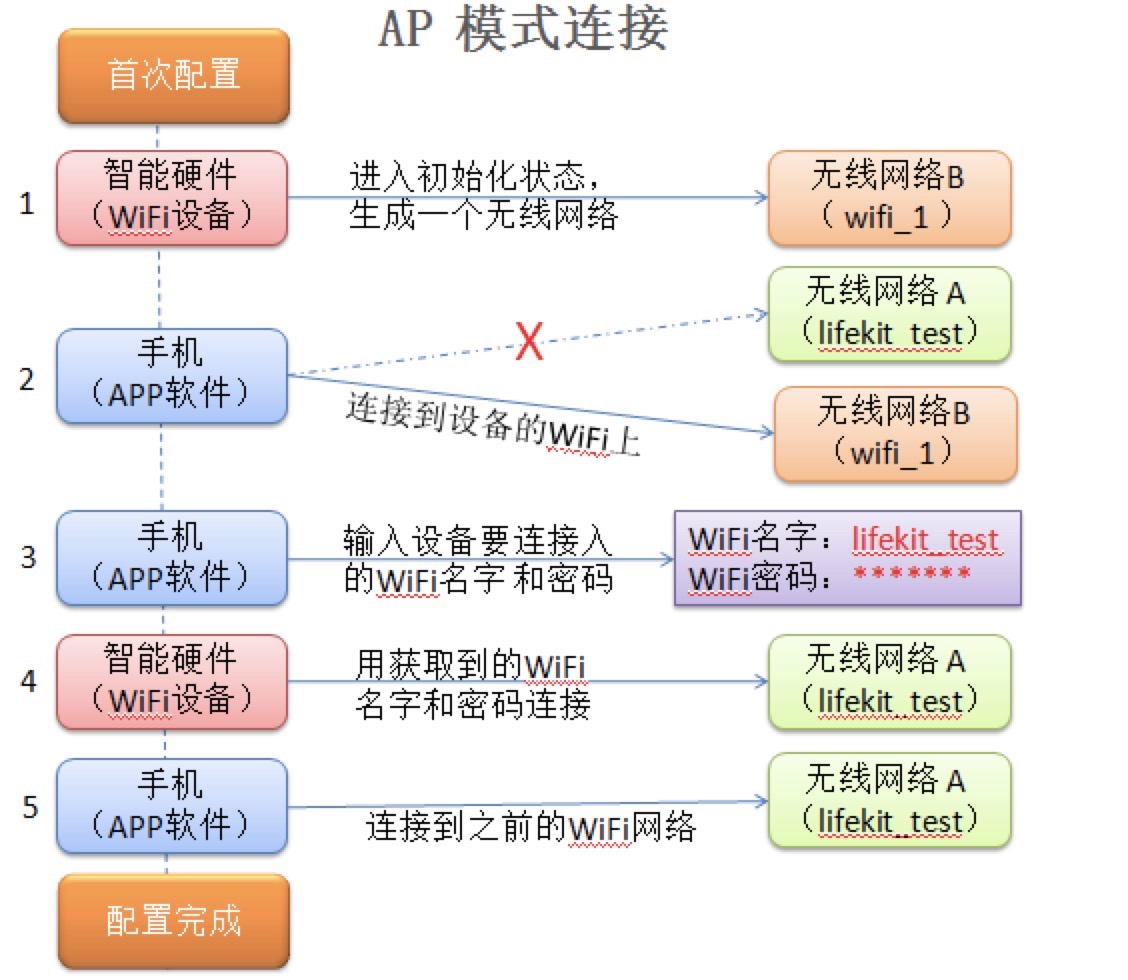 AP 模式连接
首次配置
1
智能硬件
（WiFi设备）
进入初始化状态，
生成一个无线网络
无线网络B
（ wifi_1 ）
2
手机
（APP软件）
X
连接到设备的WiFi上
无线网络 A
（lifekit_test）
无线网络B
（wifi_1）
3
手机
（APP软件）
输入设备要连接入
的WiFi名字 和密码
WiFi名字：lifekit_test
WiFi密码：*******
4
智能硬件
（WiFi设备）
用获取到的WiFi
名字和密码连接
无线网络 A
（lifekit_test）
5
手机
（APP软件）
连接到之前的WiFi网络
无线网络 A
（lifekit_test）
配置完成